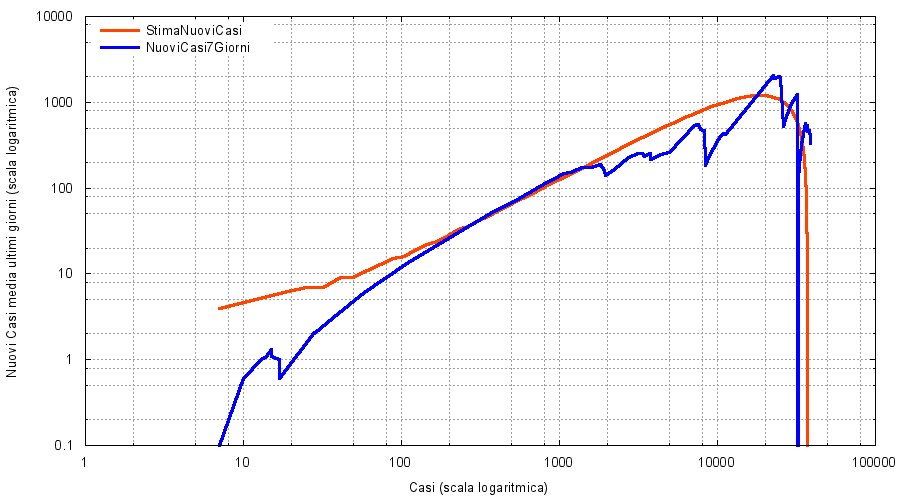 10000
StimaNuoviCasi
NuoviCasi7Giorni
1000
100
10
1
0.1
Nuovi Casi media ultimi giorni (scala logaritmica)
1 10 100 1000 10000 100000
Casi (scala logaritmica)